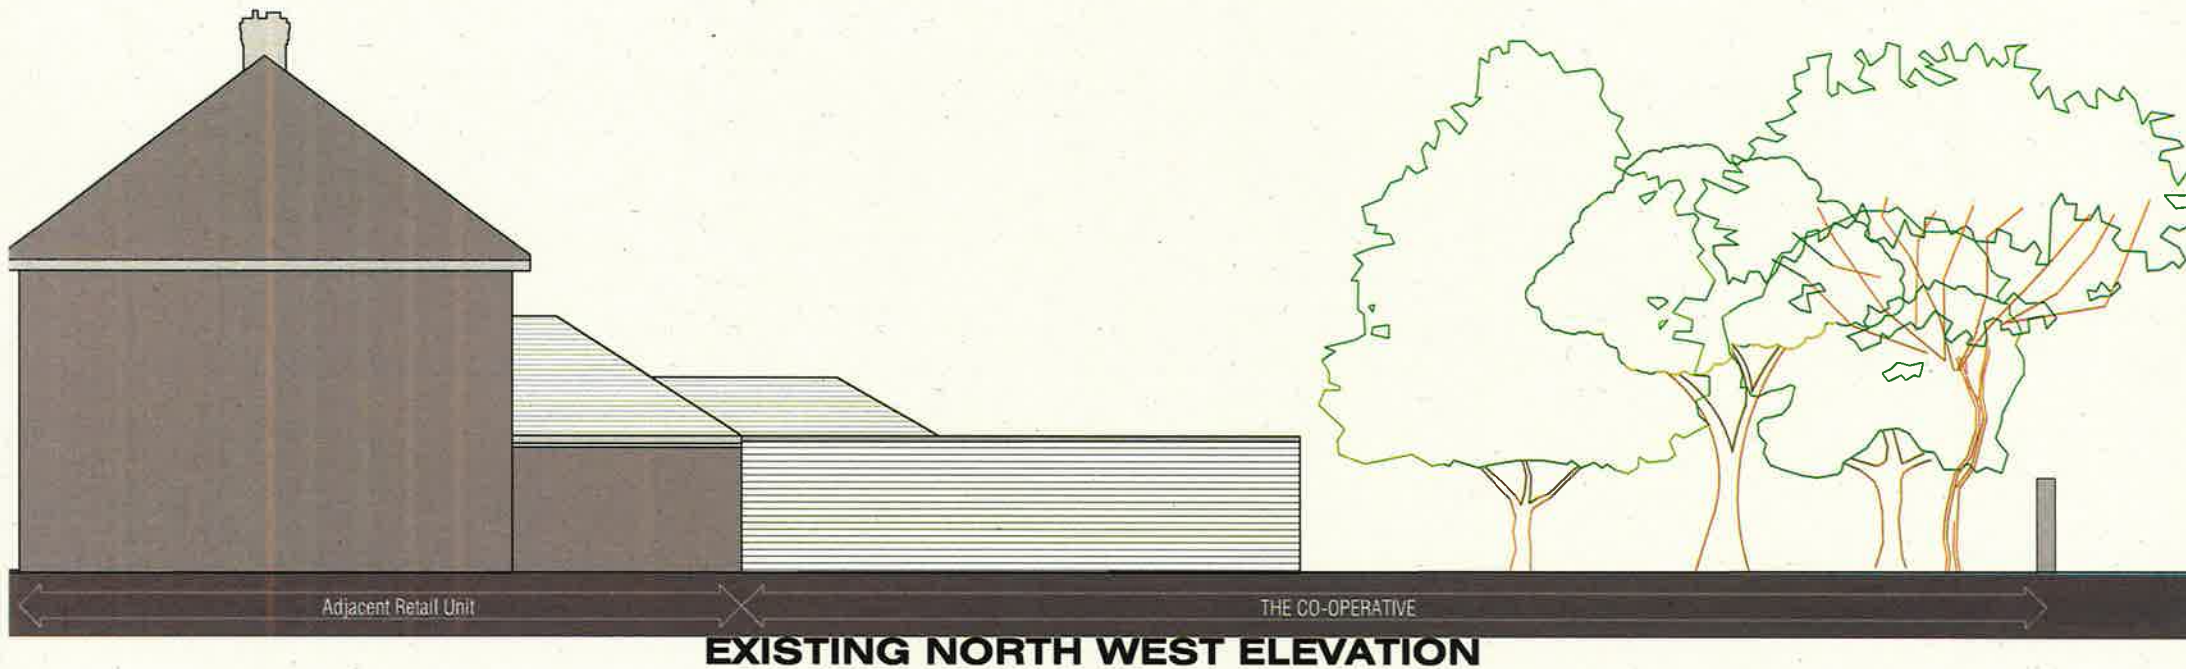 Adjacent Retail Unit
THE CO-OPERATIVE
EXISTING NORTH WEST ELEVATION